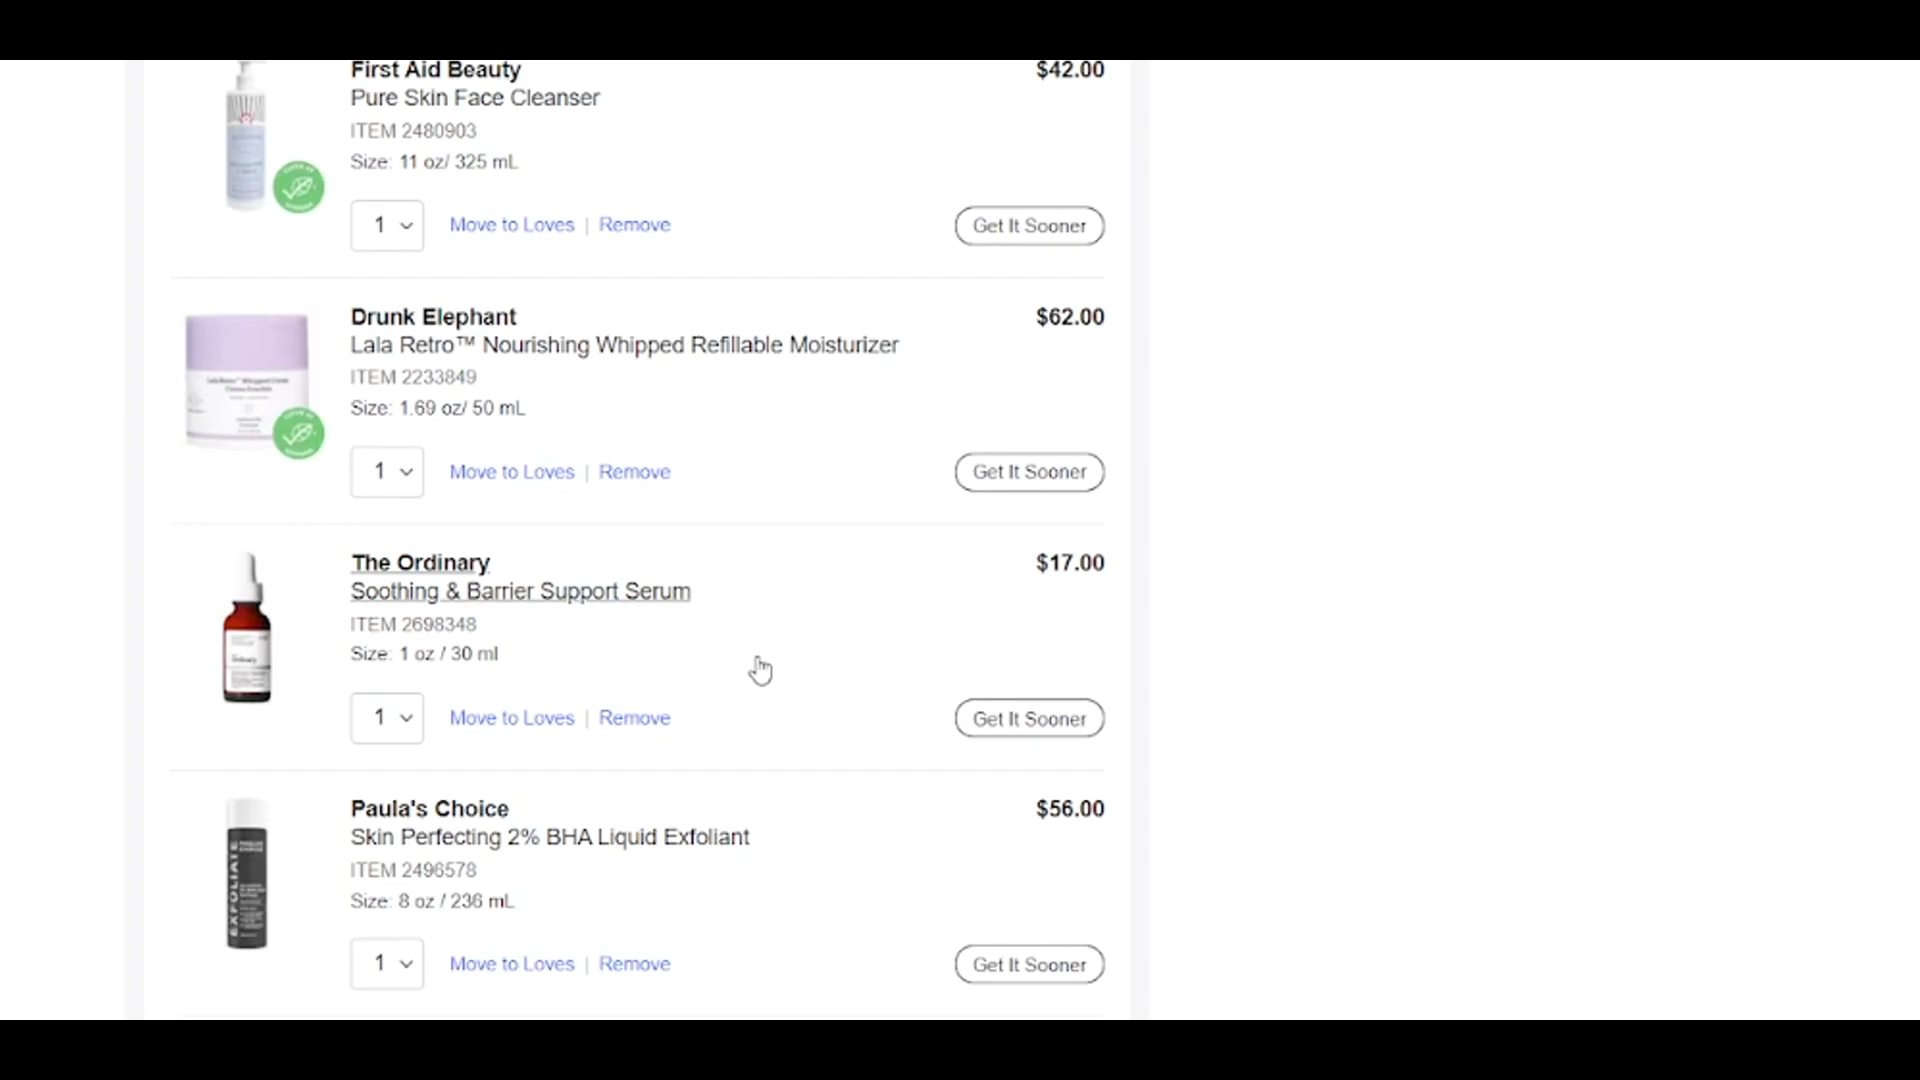 First Aid Beauty
$42.00
Pure Skin Face Cleanser
ITEM 2480903
Size: 11 oz/ 325 mL
1
Move to Loves | Remove
Get It Sooner
Drunk Elephant
$62.00
Lala Retro™ Nourishing Whipped Refillable Moisturizer
ITEM 2233849
Size: 1.69 oz/ 50 mL
1
Move to Loves | Remove
Get It Sooner
The Ordinary
$17.00
Soothing & Barrier Support Serum
ITEM 2698348
Size: 1 oz / 30 ml
1
Move to Loves | Remove
Get It Sooner
Paula's Choice
$56.00
Skin Perfecting 2% BHA Liquid Exfoliant
ITEM 2496578
Size: 8 oz / 236 mL
EXFOLIATE
1
Move to Loves | Remove
Get It Sooner